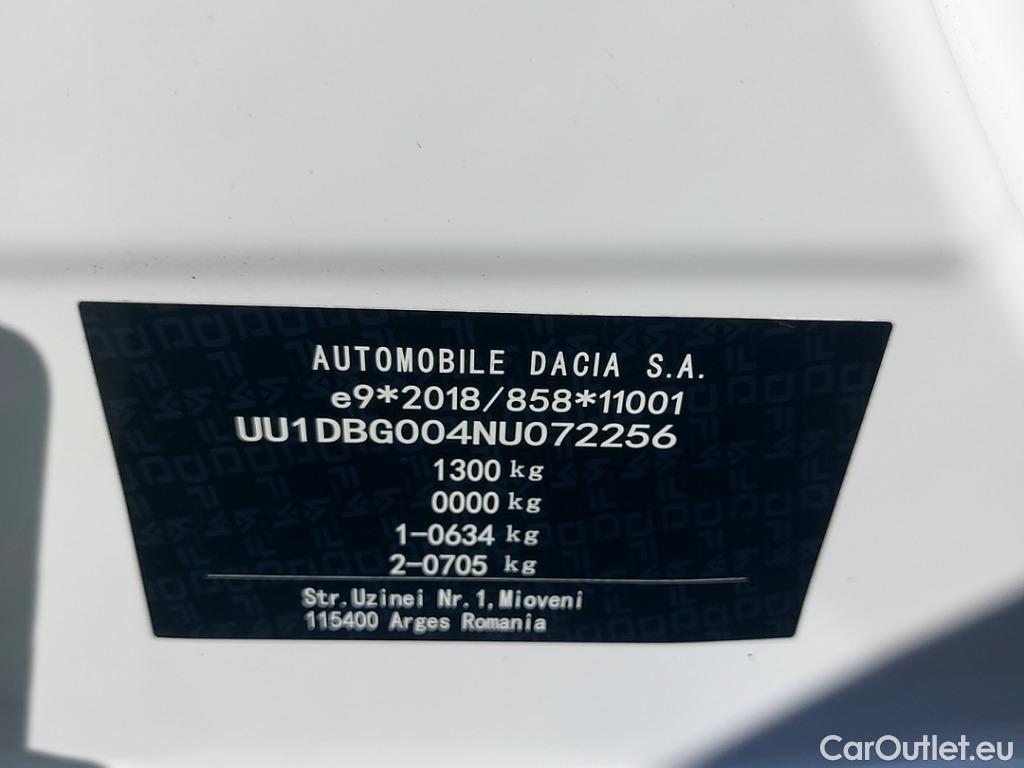 AUTOMOBILE DACIA S.A.
e9*2018/858*11001
UU1DBG004NU072256
1300 kg
0000 kg
1-0634 kg
2-0705 kg
Str.Uzinei Nr.1,Mioveni
115400 Arges Romania
CarOutlet.eu